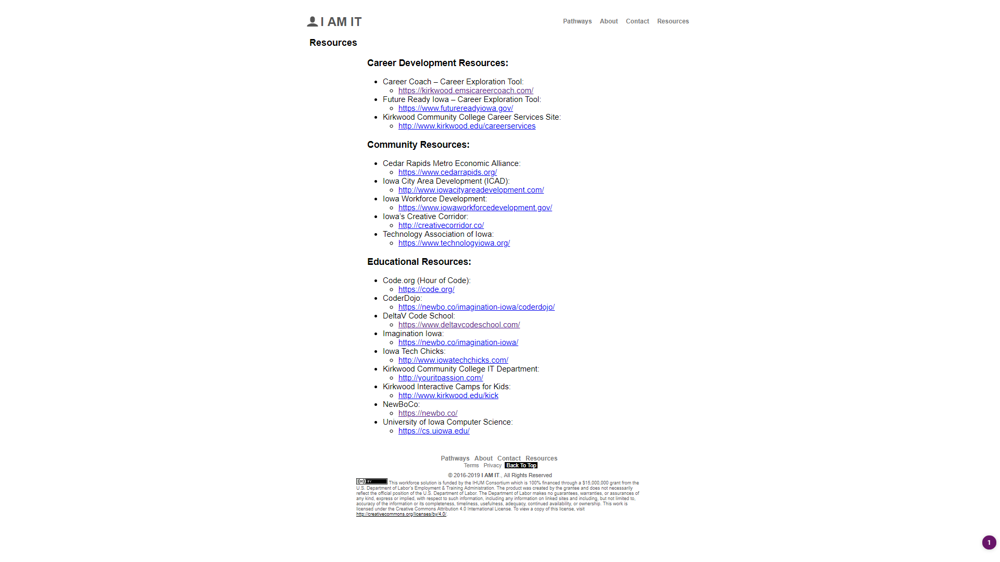 I AM IT
Pathways About Contact Resources
Resources
Career Development Resources:
Career Coach – Career Exploration Tool:
https://kirkwood.emsicareercoach.com/
Future Ready Iowa – Career Exploration Tool:
https://www.futurereadyiowa.gov/
Kirkwood Community College Career Services Site:
http://www.kirkwood.edu/careerservices
Community Resources:
Cedar Rapids Metro Economic Alliance:
https://www.cedarrapids.org/
Iowa City Area Development (ICAD):
http://www.iowacityareadevelopment.com/
Iowa Workforce Development:
https://www.iowaworkforcedevelopment.gov/
Iowa's Creative Corridor:
http://creativecorridor.co/
Technology Association of Iowa:
https://www.technologyiowa.org/
Educational Resources:
Code.org (Hour of Code):
https://code.org/
CoderDojo:
https://newbo.co/imagination-iowa/coderdojo/
DeltaV Code School:
https://www.deltavcodeschool.com/
Imagination Iowa:
https://newbo.co/imagination-iowa/
Iowa Tech Chicks:
http://www.iowatechchicks.com/
Kirkwood Community College IT Department:
http://youritpassion.com/
Kirkwood Interactive Camps for Kids:
http://www.kirkwood.edu/kick
NewBoCo:
https://newbo.co/
University of Iowa Computer Science:
https://cs.uiowa.edu/
Pathways About Contact Resources
Terms Privacy Back To Top
© 2016-2019 I AM IT., All Rights Reserved
(cc) BY This workforce solution is funded by the IHUM Consortium which is 100% financed through a $15,000,000 grant from the
U.S. Department of Labor's Employment & Training Administration. The product was created by the grantee and does not necessarily
reflect the official position of the U.S. Department of Labor. The Department of Labor makes no guarantees, warranties, or assurances of
any kind, express or implied, with respect to such information, including any information on linked sites and including, but not limited to,
accuracy of the information or its completeness, timeliness, usefulness, adequacy, continued availability, or ownership. This work is
licensed under the Creative Commons Attribution 4.0 International License. To view a copy of this license, visit
http://creativecommons.org/licenses/by/4.0/.
1